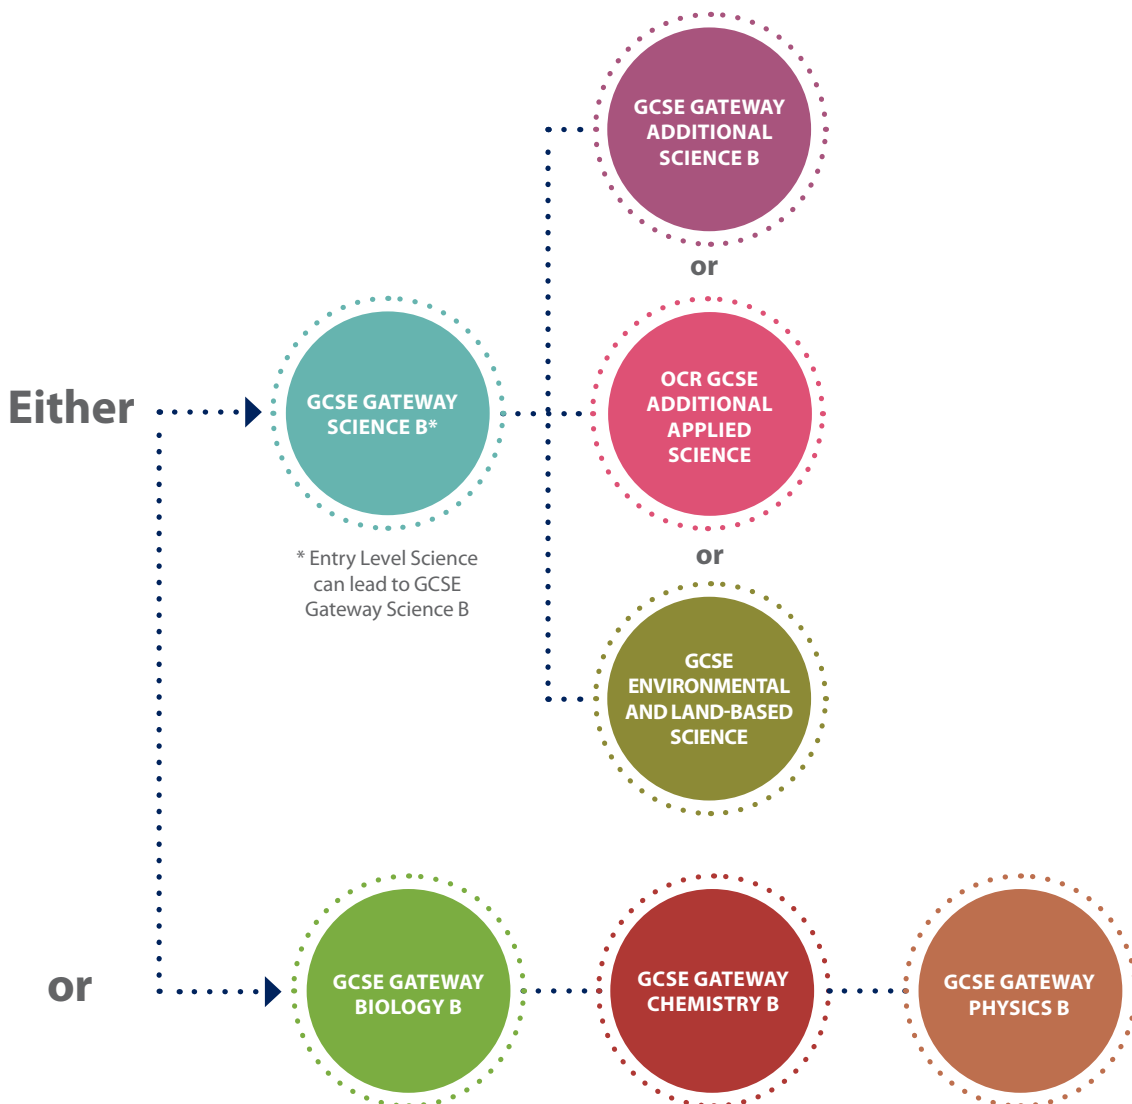 GCSE GATEWAY
ADDITIONAL
SCIENCE B
or
Either
GCSE GATEWAY
SCIENCE B*
OCR GCSE
ADDITIONAL
APPLIED
SCIENCE
* Entry Level Science
can lead to GCSE
Gateway Science B
or
GCSE
ENVIRONMENTAL
AND LAND-BASED
SCIENCE
or
GCSE GATEWAY
BIOLOGY B
GCSE GATEWAY
CHEMISTRY B
GCSE GATEWAY
PHYSICS B